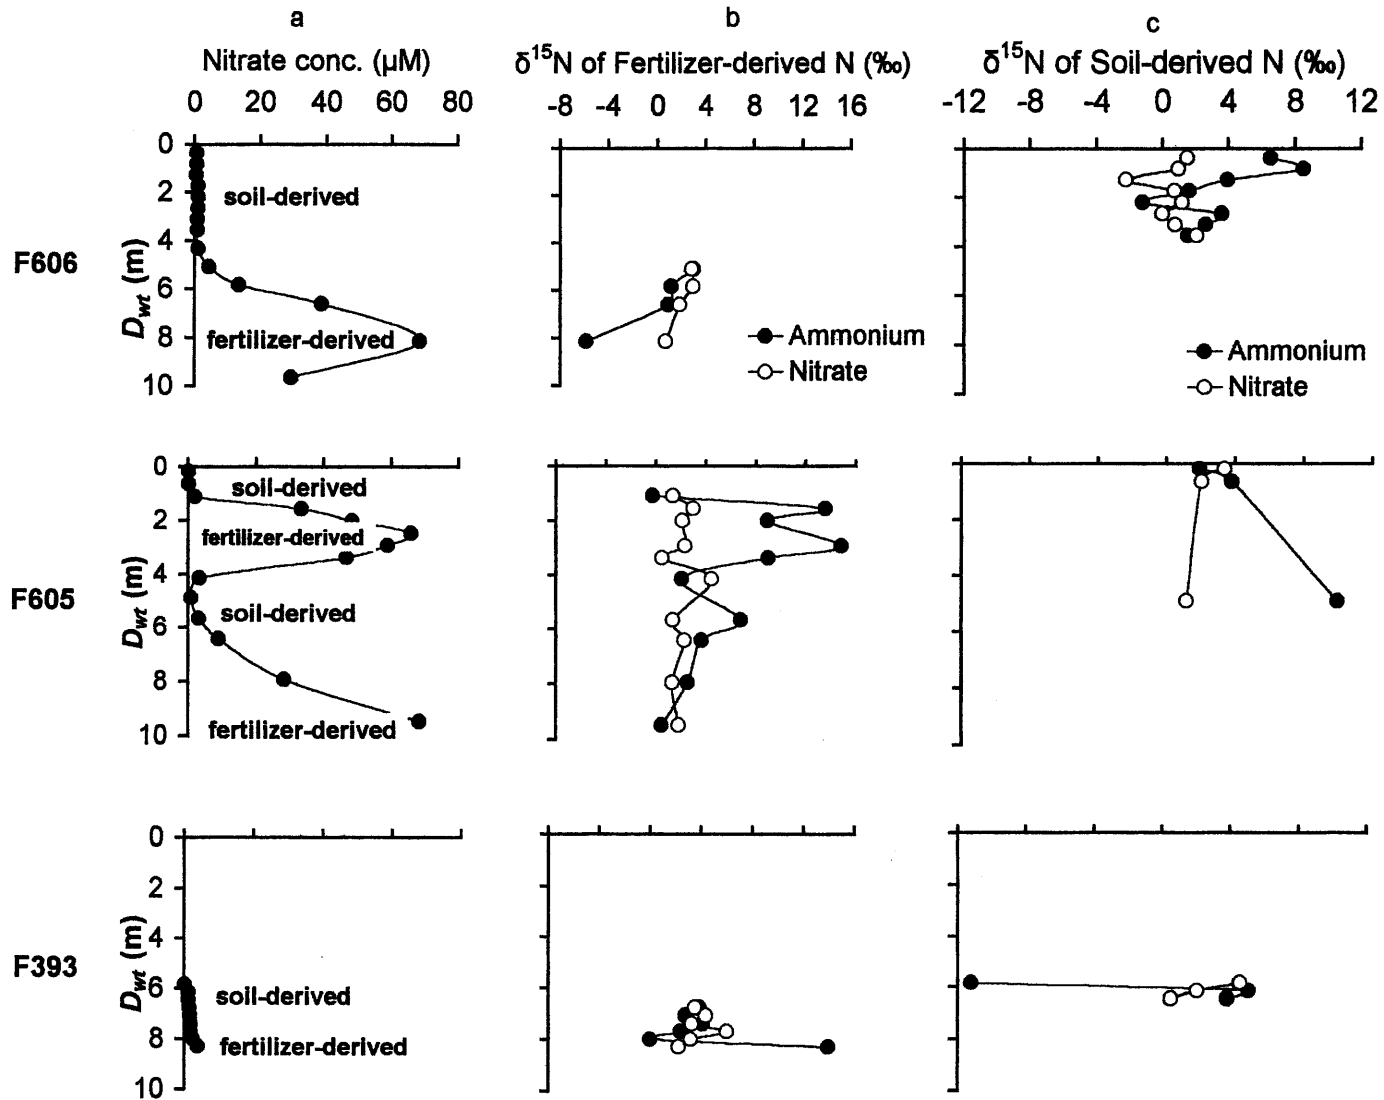 a
b
c
Nitrate conc. (µM)
δ¹⁵N of Fertilizer-derived N (‰)
δ¹⁵N of Soil-derived N (‰)
0 20 40 60 80
-8 -4 0 4 8 12 16
-12 -8 -4 0 4 8 12
F606
Dwt (m)
0
2
4
6
8
10
soil-derived
fertilizer-derived
Ammonium
Nitrate
Ammonium
Nitrate
F605
Dwt (m)
0
2
4
6
8
10
soil-derived
fertilizer-derived
soil-derived
fertilizer-derived
F393
Dwt (m)
0
2
4
6
8
10
soil-derived
fertilizer-derived